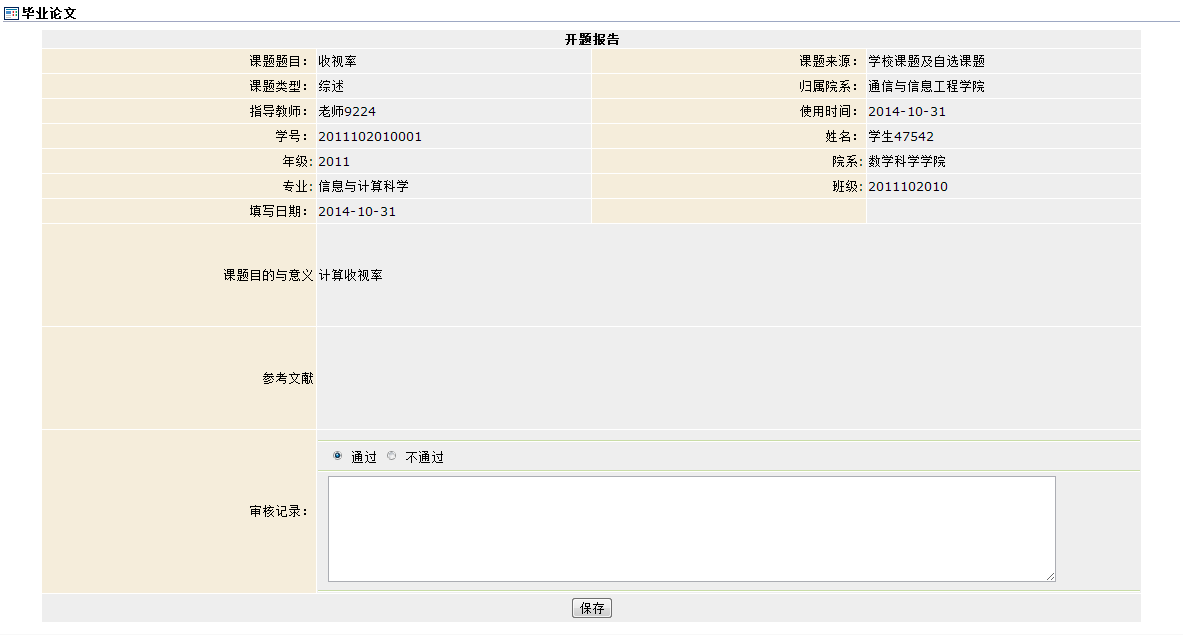 毕业论文
开题报告
课题题目： 收视率 课题来源： 学校课题及自选课题
课题类型： 综述 归属院系： 通信与信息工程学院
指导教师： 老师9224 使用时间： 2014-10-31
学号： 2011102010001 姓名： 学生47542
年级: 2011 院系: 数学科学学院
专业: 信息与计算科学 班级: 2011102010
填写日期： 2014-10-31
课题目的与意义 计算收视率
参考文献
通过 不通过
审核记录：
保存